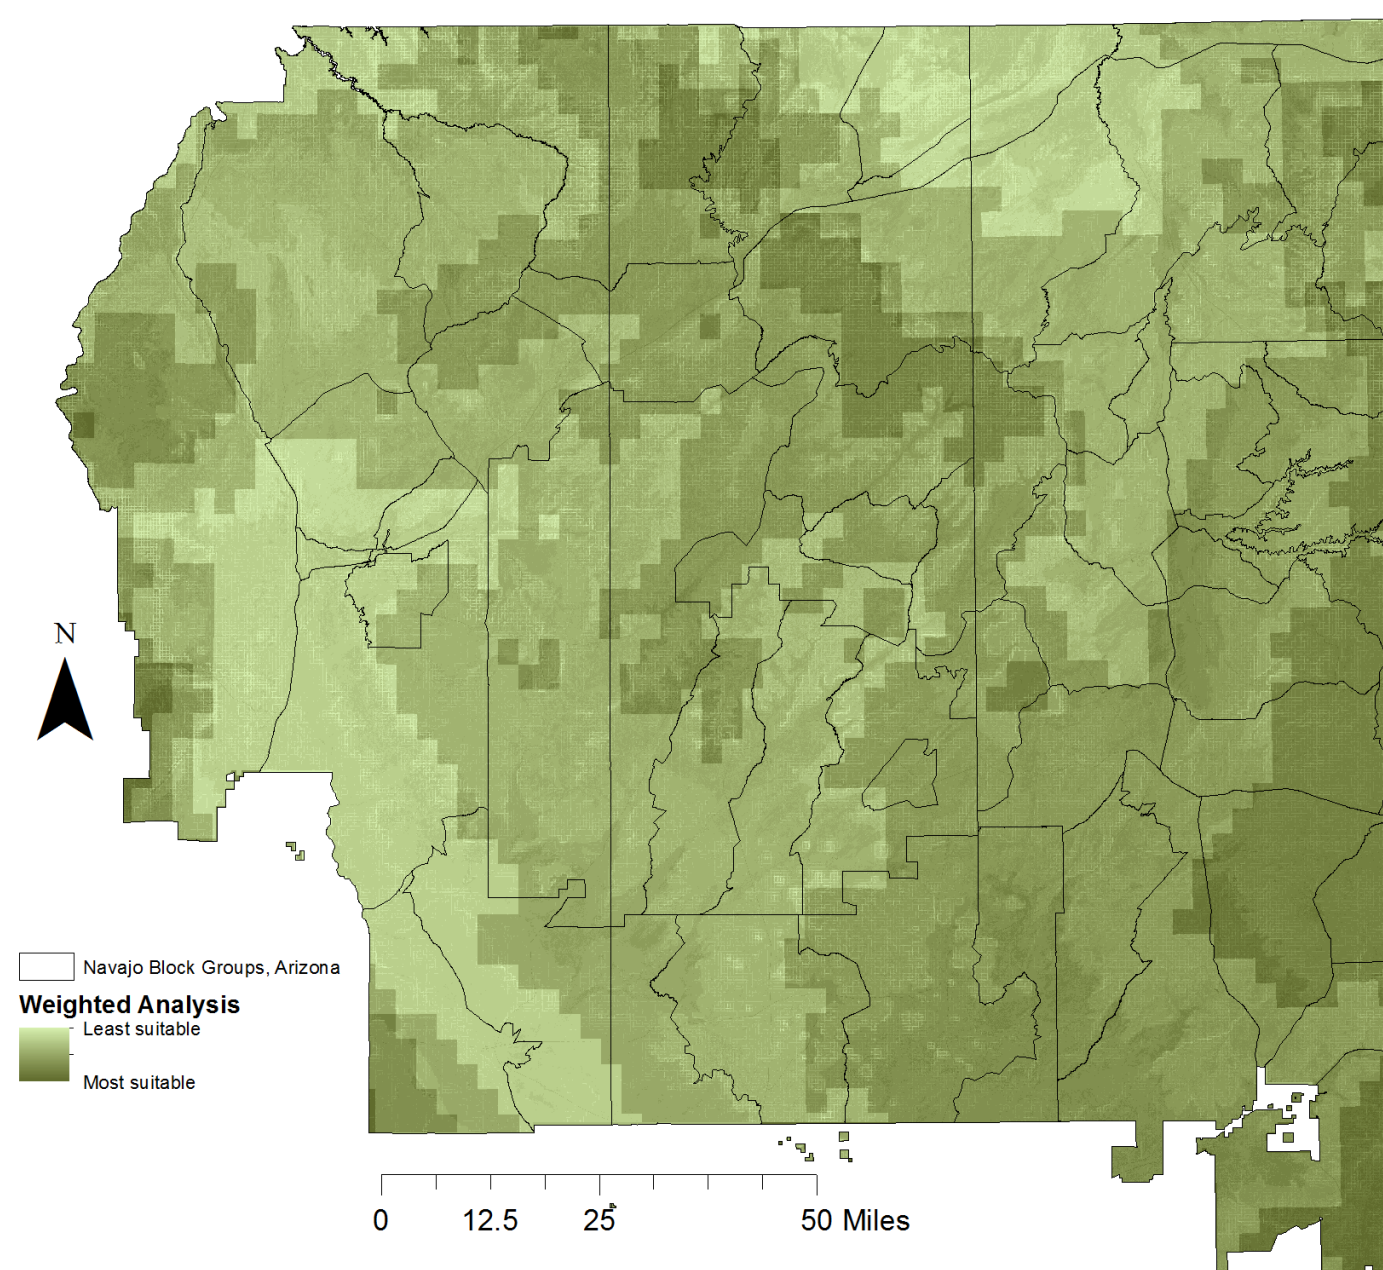 N
Navajo Block Groups, Arizona
Weighted Analysis
Least suitable
Most suitable
0 12.5 25 50 Miles